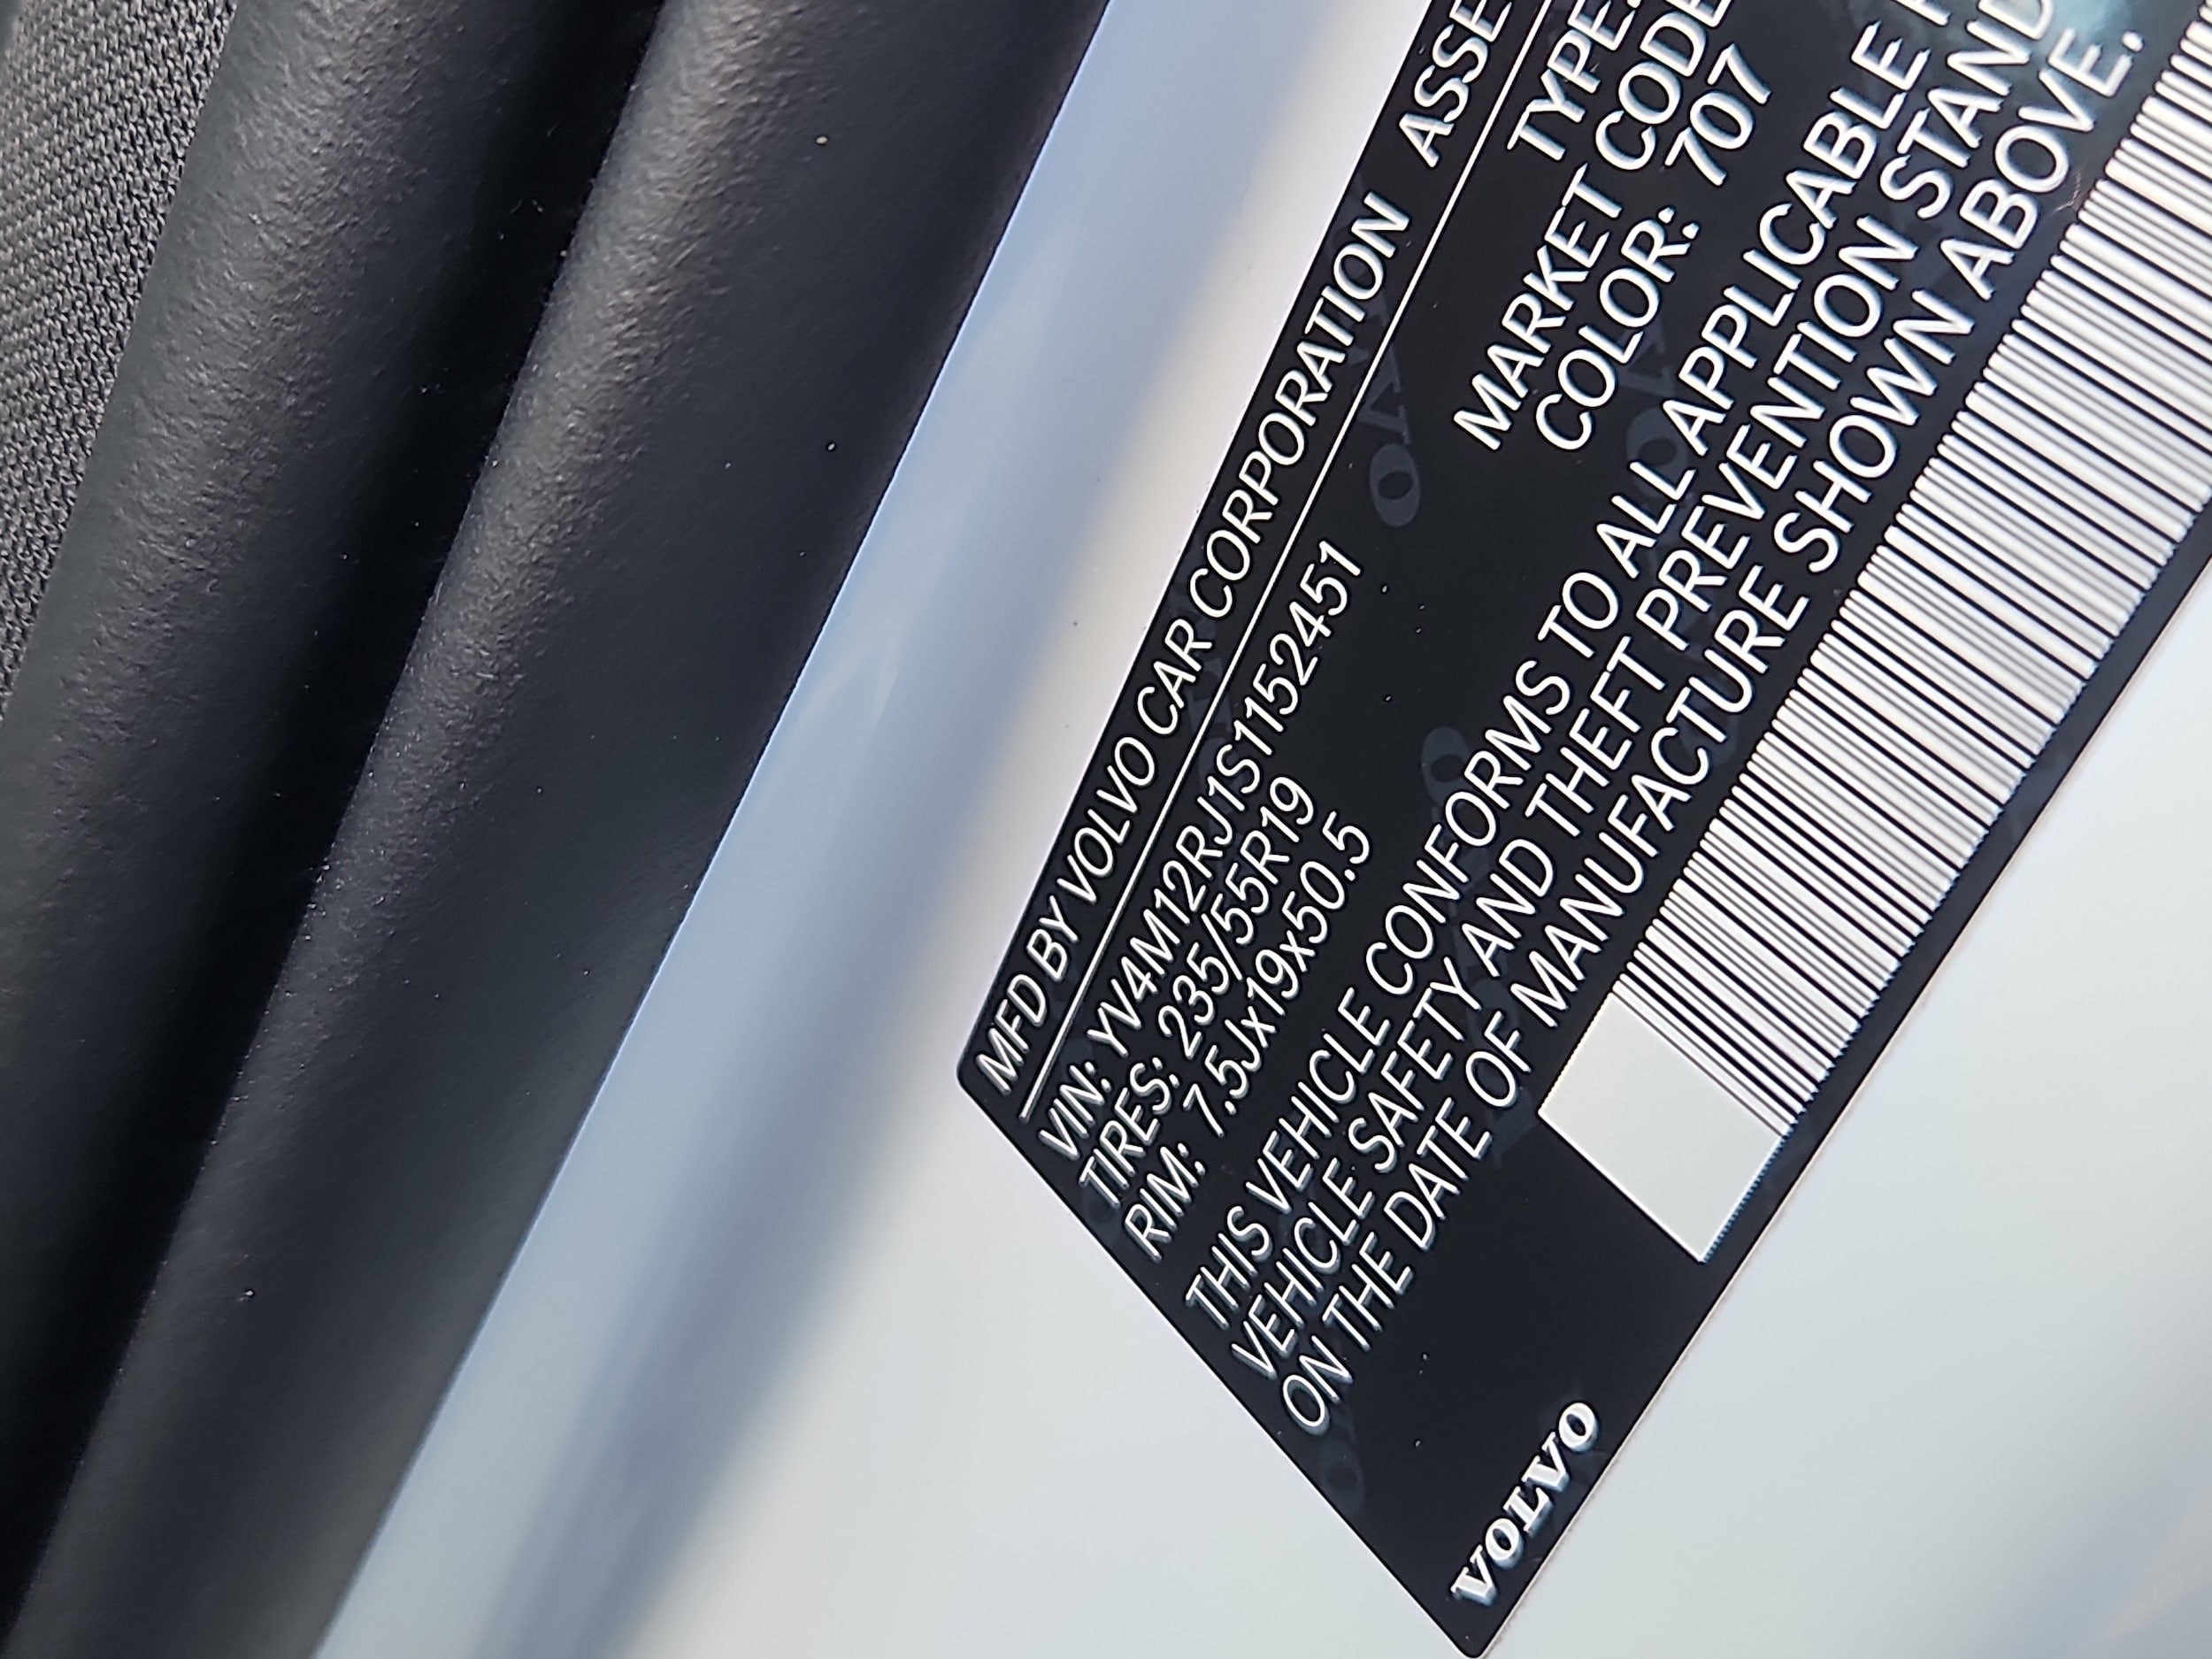 MFD BY VOLVO CAR CORPORATION
VIN: YV4M12RJ1S1152451 TYPE:
TIRES: 235/55R19 MARKET CODE
RIM: 7.5Jx19x50.5 COLOR: 707
THIS VEHICLE CONFORMS TO ALL APPLICABLE
VEHICLE SAFETY AND THEFT PREVENTION STAND
ON THE DATE OF MANUFACTURE SHOWN ABOVE.
VOLVO